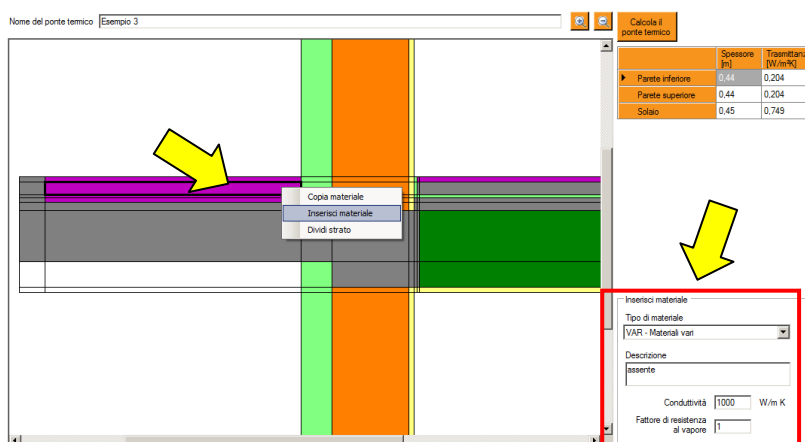 Nome del ponte termico Esempio 3
Calcola il
ponte termico
Spessore
[m]
[W/m²K]
Parete inferiore 0,44 0,204
Parete superiore 0,44 0,204
Solaio 0,45 0,749
Copia materiale
Inserisci materiale
Dividi strato
Inserisci materiale
Tipo di materiale
VAR - Materiali vari
Descrizione
assente
Conduttività 1000 W/m K
Fattore di resistenza
al vapore 1